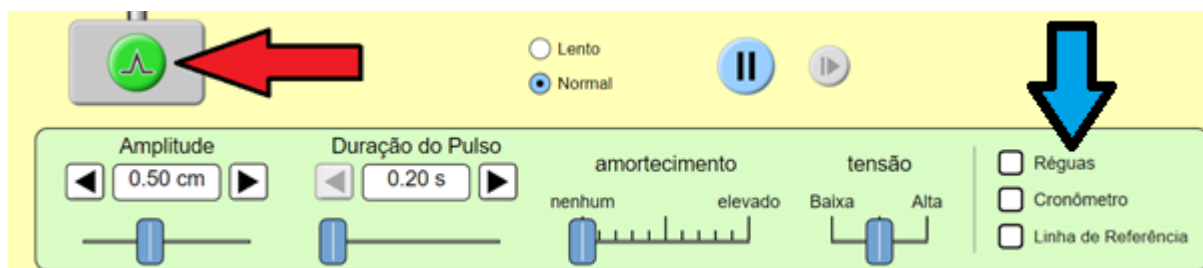 Lento
Normal
Amplitude
0.50 cm
Duração do Pulso
0.20 s
amortecimento
nenhum
elevado
tensão
Baixa
Alta
Réguas
Cronômetro
Linha de Referência